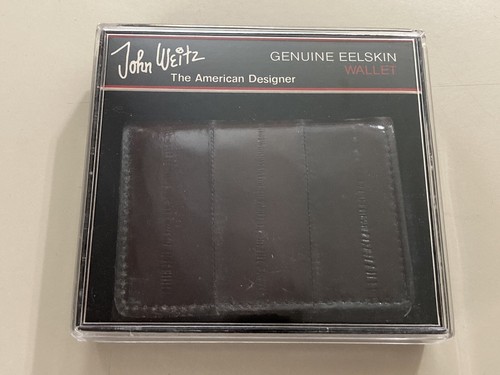 John Weitz
The American Designer
GENUINE EELSKIN
WALLET